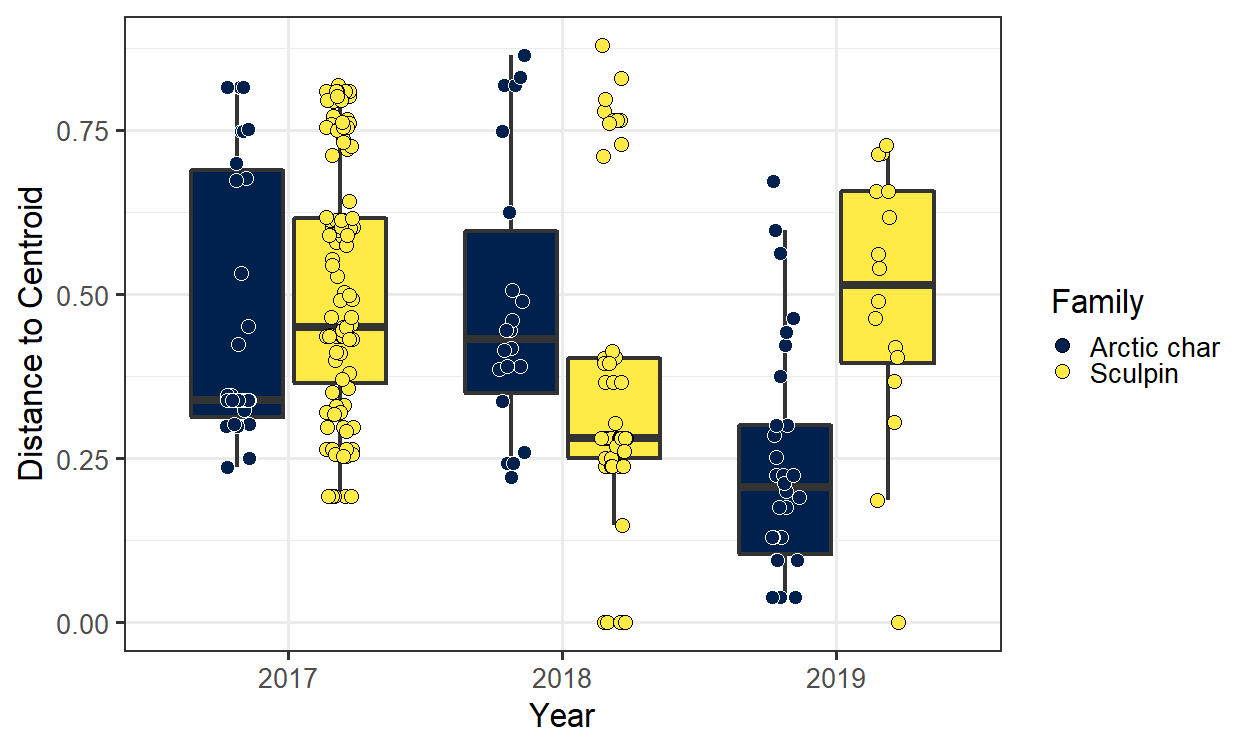 Distance to Centroid
0.75
0.50
0.25
0.00
2017
2018
2019
Year
Family
Arctic char
Sculpin